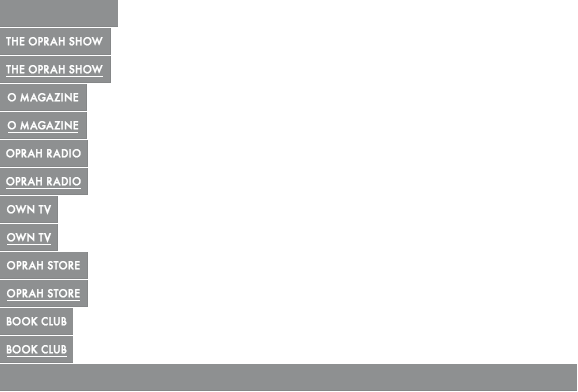 THE OPRAH SHOW
THE OPRAH SHOW
O MAGAZINE
O MAGAZINE
OPRAH RADIO
OPRAH RADIO
OWN TV
OWN TV
OPRAH STORE
OPRAH STORE
BOOK CLUB
BOOK CLUB